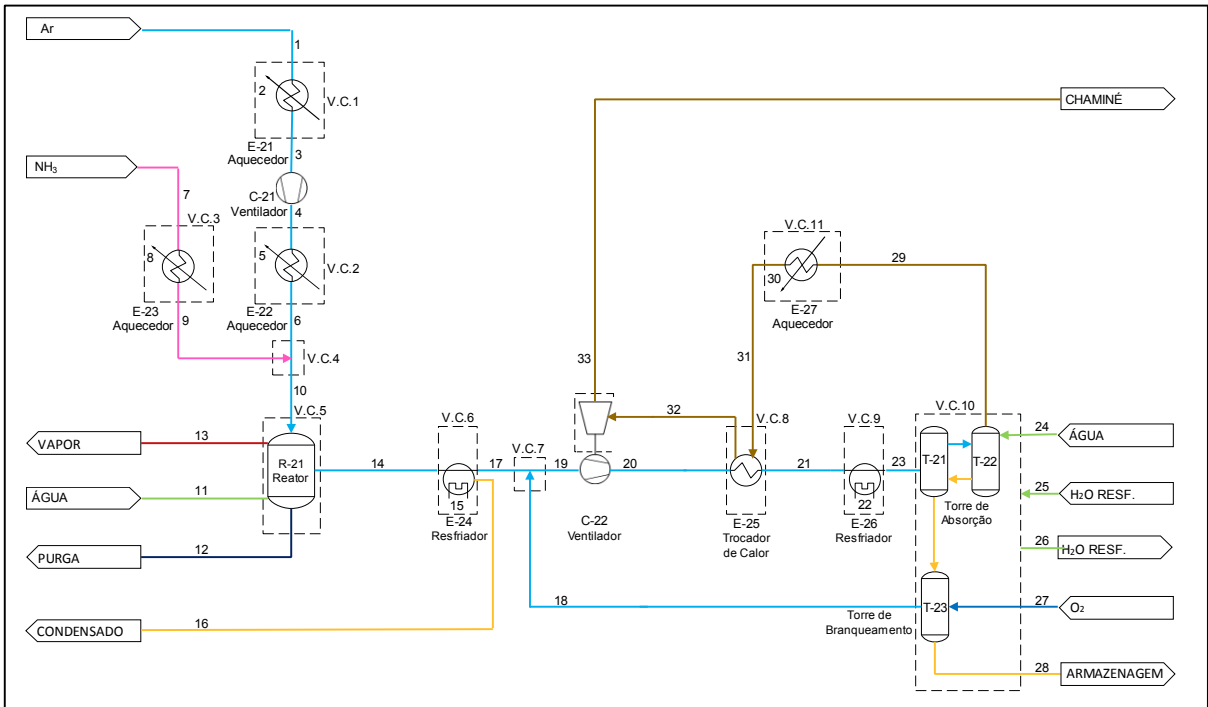 Ar
1
2
V.C.1
E-21
Aquecedor
3
CHAMINÉ
NH₃
7
C-21
Ventilador
4
V.C.3
8
5
V.C.2
E-23
Aquecedor
9
E-22
Aquecedor
6
V.C.4
10
V.C.11
30
29
E-27
Aquecedor
31
33
V.C.5
VAPOR
13
R-21
Reator
14
ÁGUA
11
PURGA
12
V.C.6
15
17
E-24
Resfriador
V.C.7
19
20
32
C-22
Ventilador
V.C.8
21
E-25
Trocador
de Calor
V.C.9
22
23
E-26
Resfriador
V.C.10
T-21
T-22
Torre de
Absorção
24
ÁGUA
25
H₂O RESF.
26
H₂O RESF.
18
T-23
27
O₂
Torre de
Branqueamento
CONDENSADO
16
28
ARMAZENAGEM